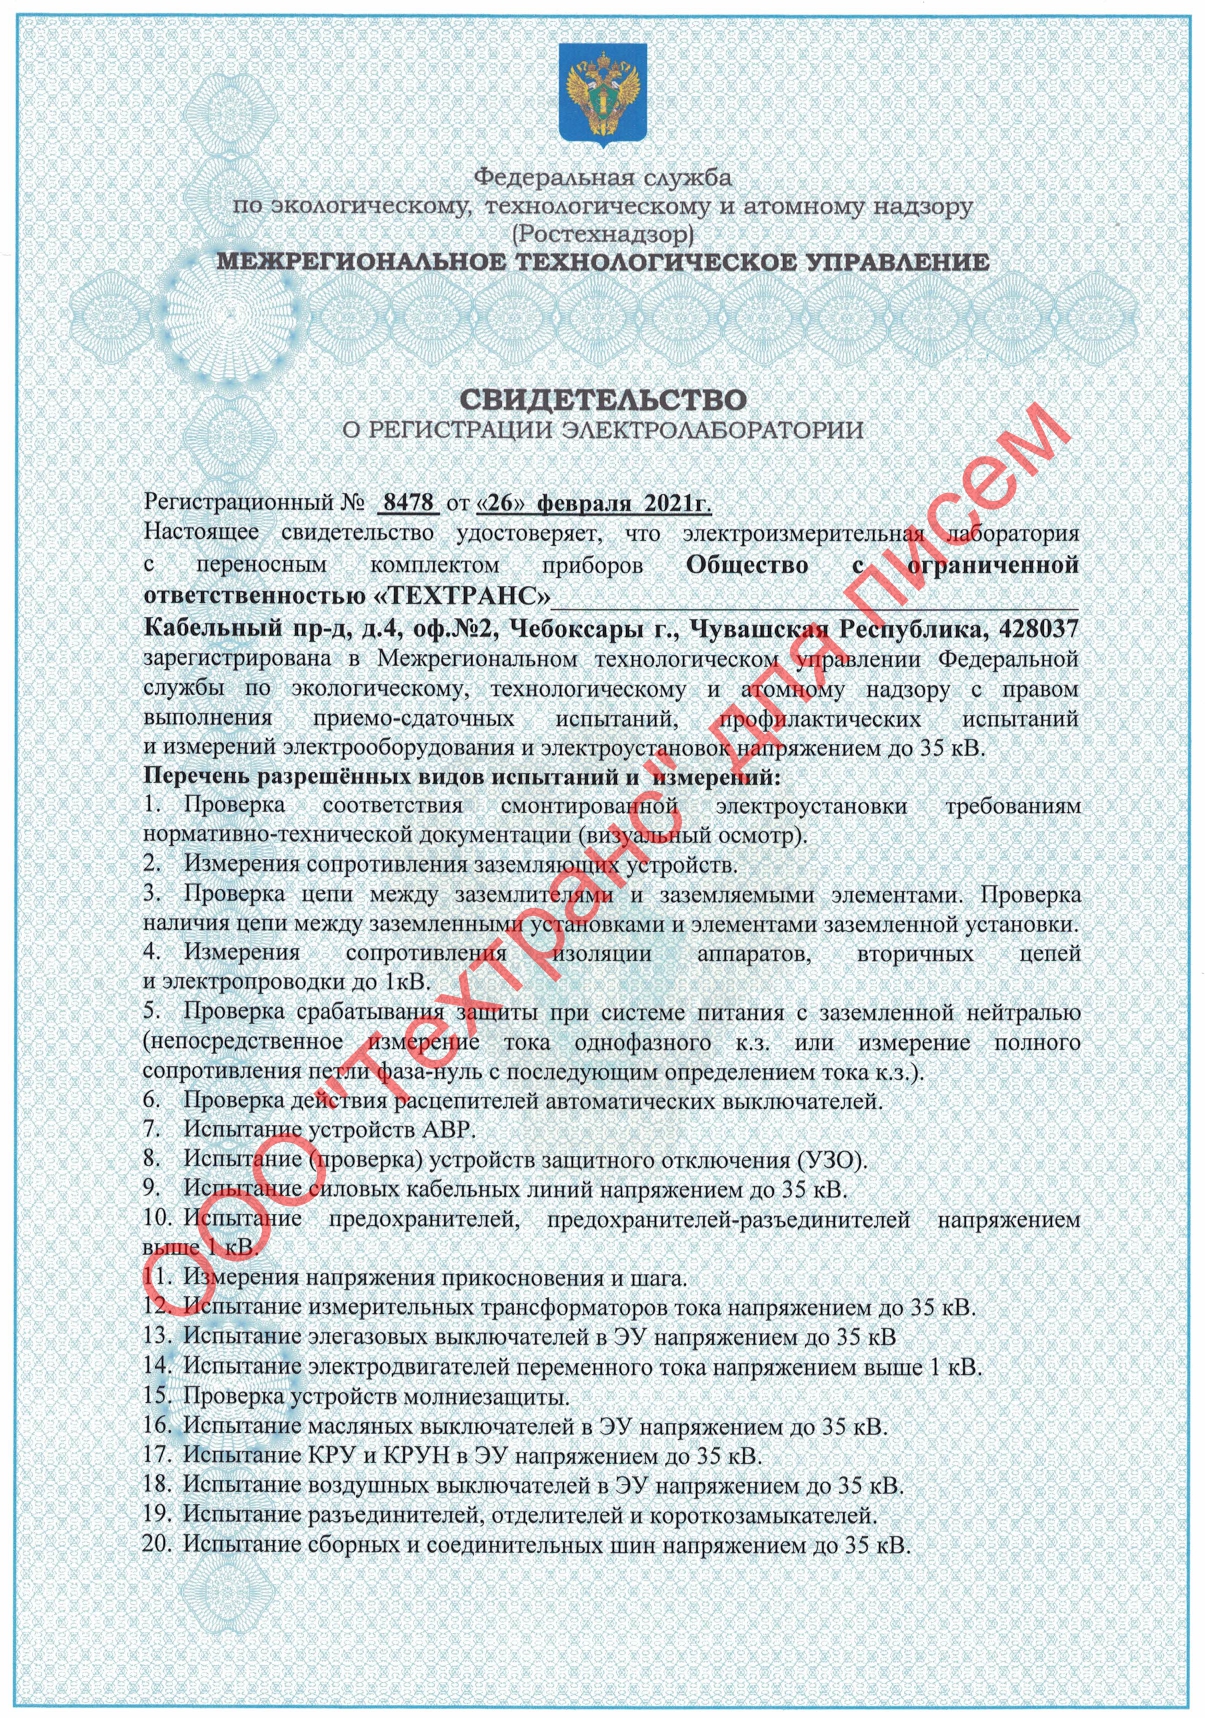 Федеральная служба
по экологическому, технологическому и атомному надзору
(Ростехнадзор)
МЕЖРЕГИОНАЛЬНОЕ ТЕХНОЛОГИЧЕСКОЕ УПРАВЛЕНИЕ
СВИДЕТЕЛЬСТВО
О РЕГИСТРАЦИИ ЭЛЕКТРОЛАБОРАТОРИИ
Регистрационный № 8478 от «26» февраля 2021г.
Настоящее свидетельство удостоверяет, что электроизмерительная лаборатория
с переносным комплектом приборов Общество с ограниченной
ответственностью «ТЕХТРАНС»
Кабельный пр-д, д.4, оф.№2, Чебоксары г., Чувашская Республика, 428037
зарегистрирована в Межрегиональном технологическом управлении Федеральной
службы по экологическому, технологическому и атомному надзору с правом
выполнения приемо-сдаточных испытаний, профилактических испытаний
и измерений электрооборудования и электроустановок напряжением до 35 кВ.
Перечень разрешённых видов испытаний и измерений:
1. Проверка соответствия смонтированной электроустановки требованиям
нормативно-технической документации (визуальный осмотр).
2. Измерения сопротивления заземляющих устройств.
3. Проверка цепи между заземлителями и заземляемыми элементами. Проверка
наличия цепи между заземленными установками и элементами заземленной установки.
4. Измерения сопротивления изоляции аппаратов, вторичных цепей
и электропроводки до 1кВ.
5. Проверка срабатывания защиты при системе питания с заземленной нейтралью
(непосредственное измерение тока однофазного к.з. или измерение полного
сопротивления петли фаза-нуль с последующим определением тока к.з.).
6. Проверка действия расцепителей автоматических выключателей.
7. Испытание устройств АВР.
8. Испытание (проверка) устройств защитного отключения (УЗО).
9. Испытание силовых кабельных линий напряжением до 35 кВ.
10. Испытание предохранителей, предохранителей-разъединителей напряжением
выше 1 кВ.
11. Измерения напряжения прикосновения и шага.
12. Испытание измерительных трансформаторов тока напряжением до 35 кВ.
13. Испытание элегазовых выключателей в ЭУ напряжением до 35 кВ
14. Испытание электродвигателей переменного тока напряжением выше 1 кВ.
15. Проверка устройств молниезащиты.
16. Испытание масляных выключателей в ЭУ напряжением до 35 кВ.
17. Испытание КРУ и КРУН в ЭУ напряжением до 35 кВ.
18. Испытание воздушных выключателей в ЭУ напряжением до 35 кВ.
19. Испытание разъединителей, отделителей и короткозамыкателей.
20. Испытание сборных и соединительных шин напряжением до 35 кВ.
ООО "Техтранс" для писем